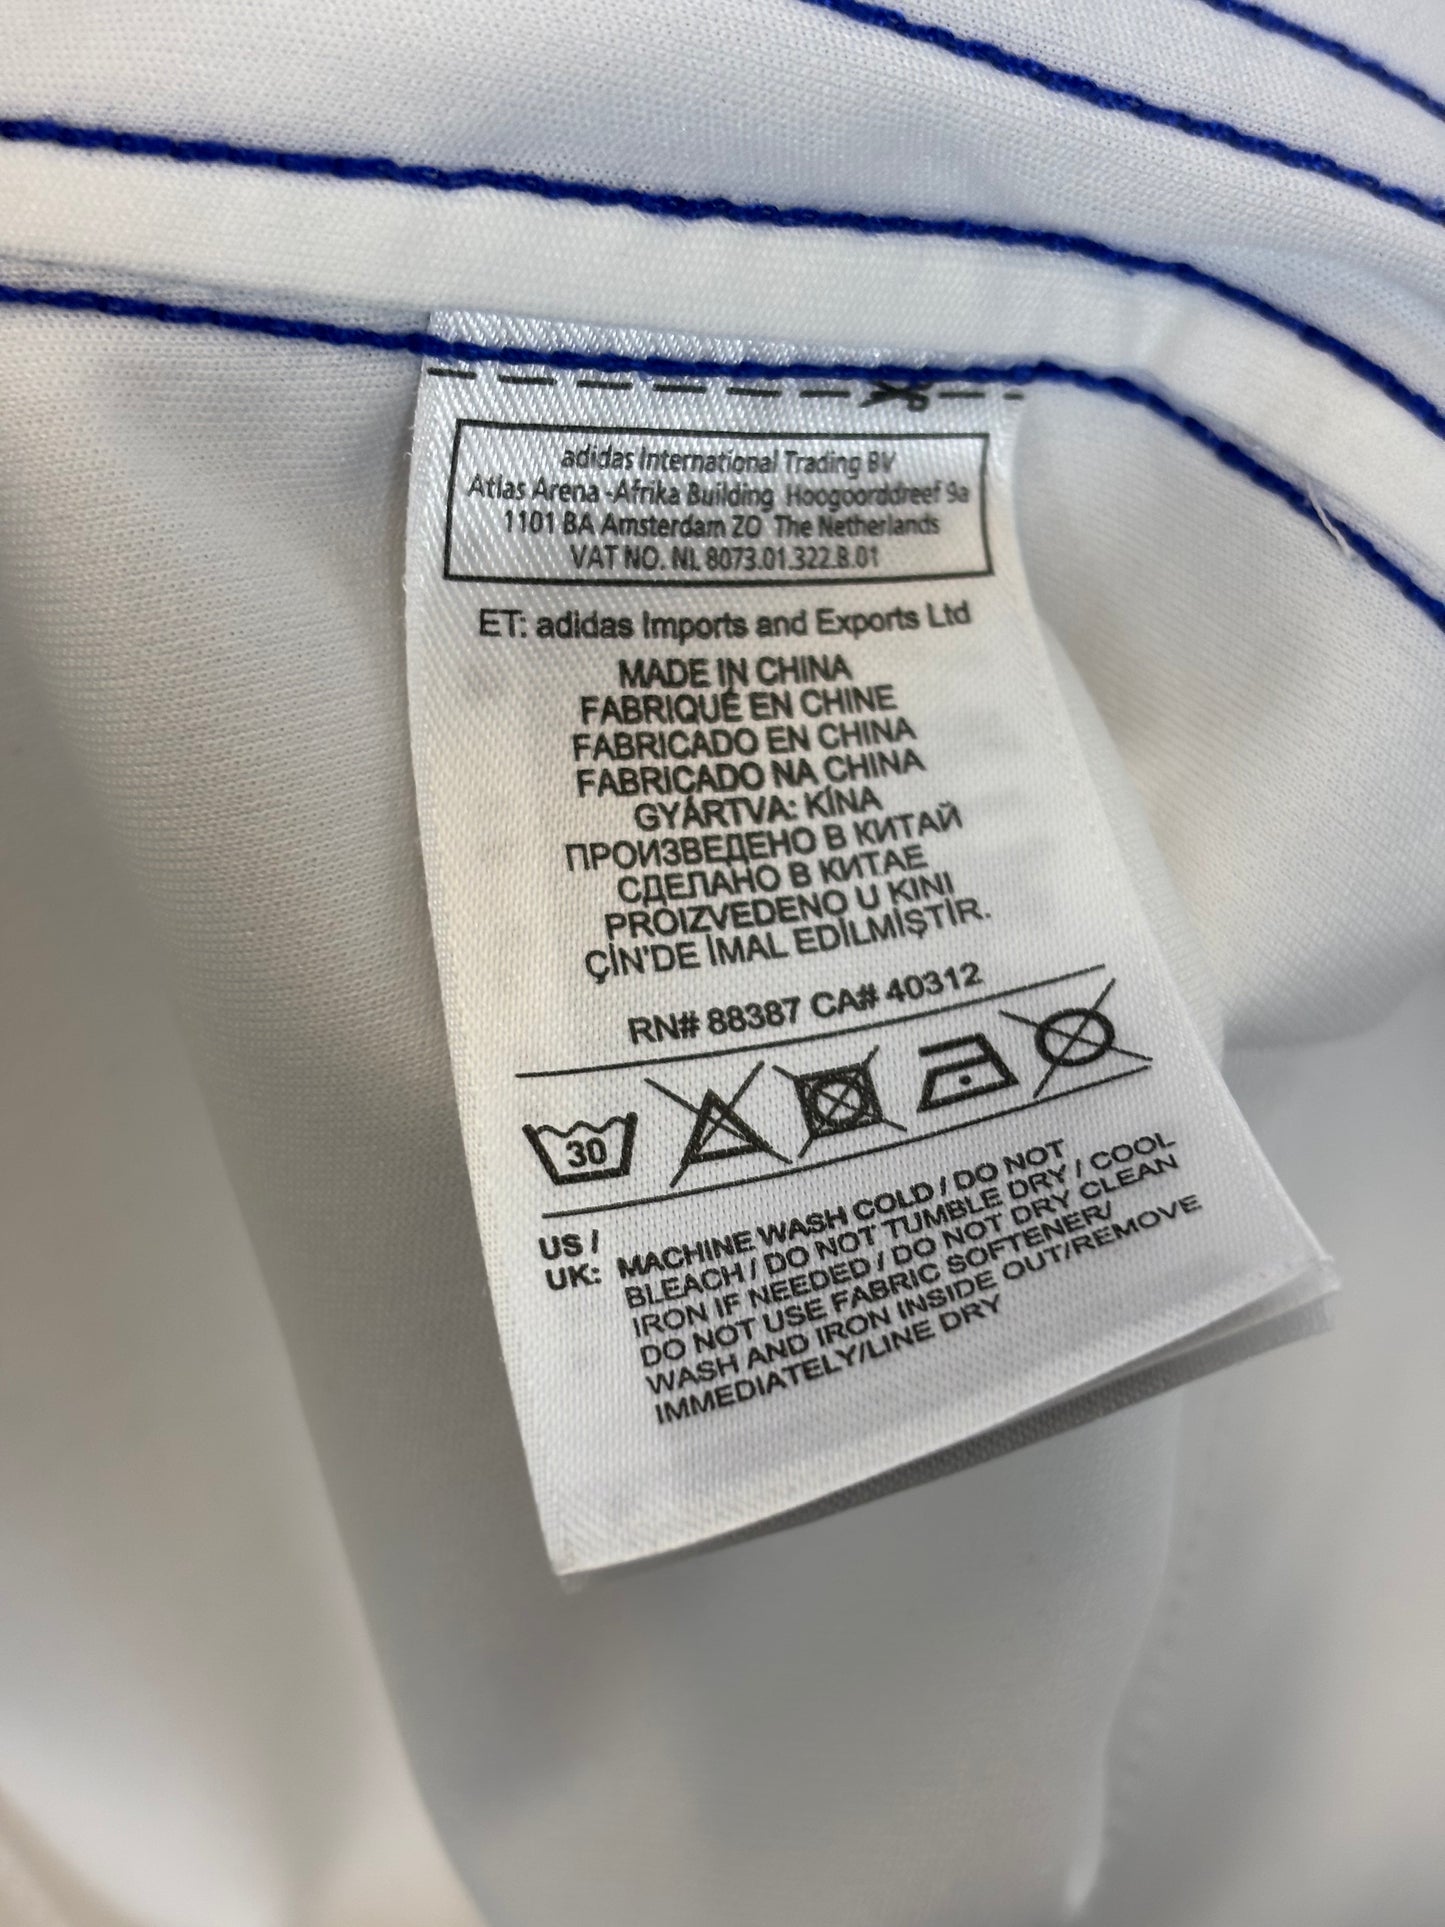 adidas International Trading BV
Atlas Arena -Afrika Building Hoogoorddreef 9a
1101 BA Amsterdam ZO The Netherlands
VAT NO. NL 8073.01.322.B.01
ET: adidas Imports and Exports Ltd
MADE IN CHINA
FABRIQUÉ EN CHINE
FABRICADO EN CHINA
FABRICADO NA CHINA
GYÁRTVA: KÍNA
ПРОИЗВЕДЕНО В КИТАЙ
СДЕЛАНО В КИТАЕ
PROIZVEDENO U KINI
ÇİN'DE İMAL EDİLMİŞTİR.
RN# 88387 CA# 40312
30
US / MACHINE WASH COLD / DO NOT
UK: BLEACH / DO NOT TUMBLE DRY / COOL
IRON IF NEEDED / DO NOT DRY CLEAN
DO NOT USE FABRIC SOFTENER/
WASH AND IRON INSIDE OUT/REMOVE
IMMEDIATELY/LINE DRY